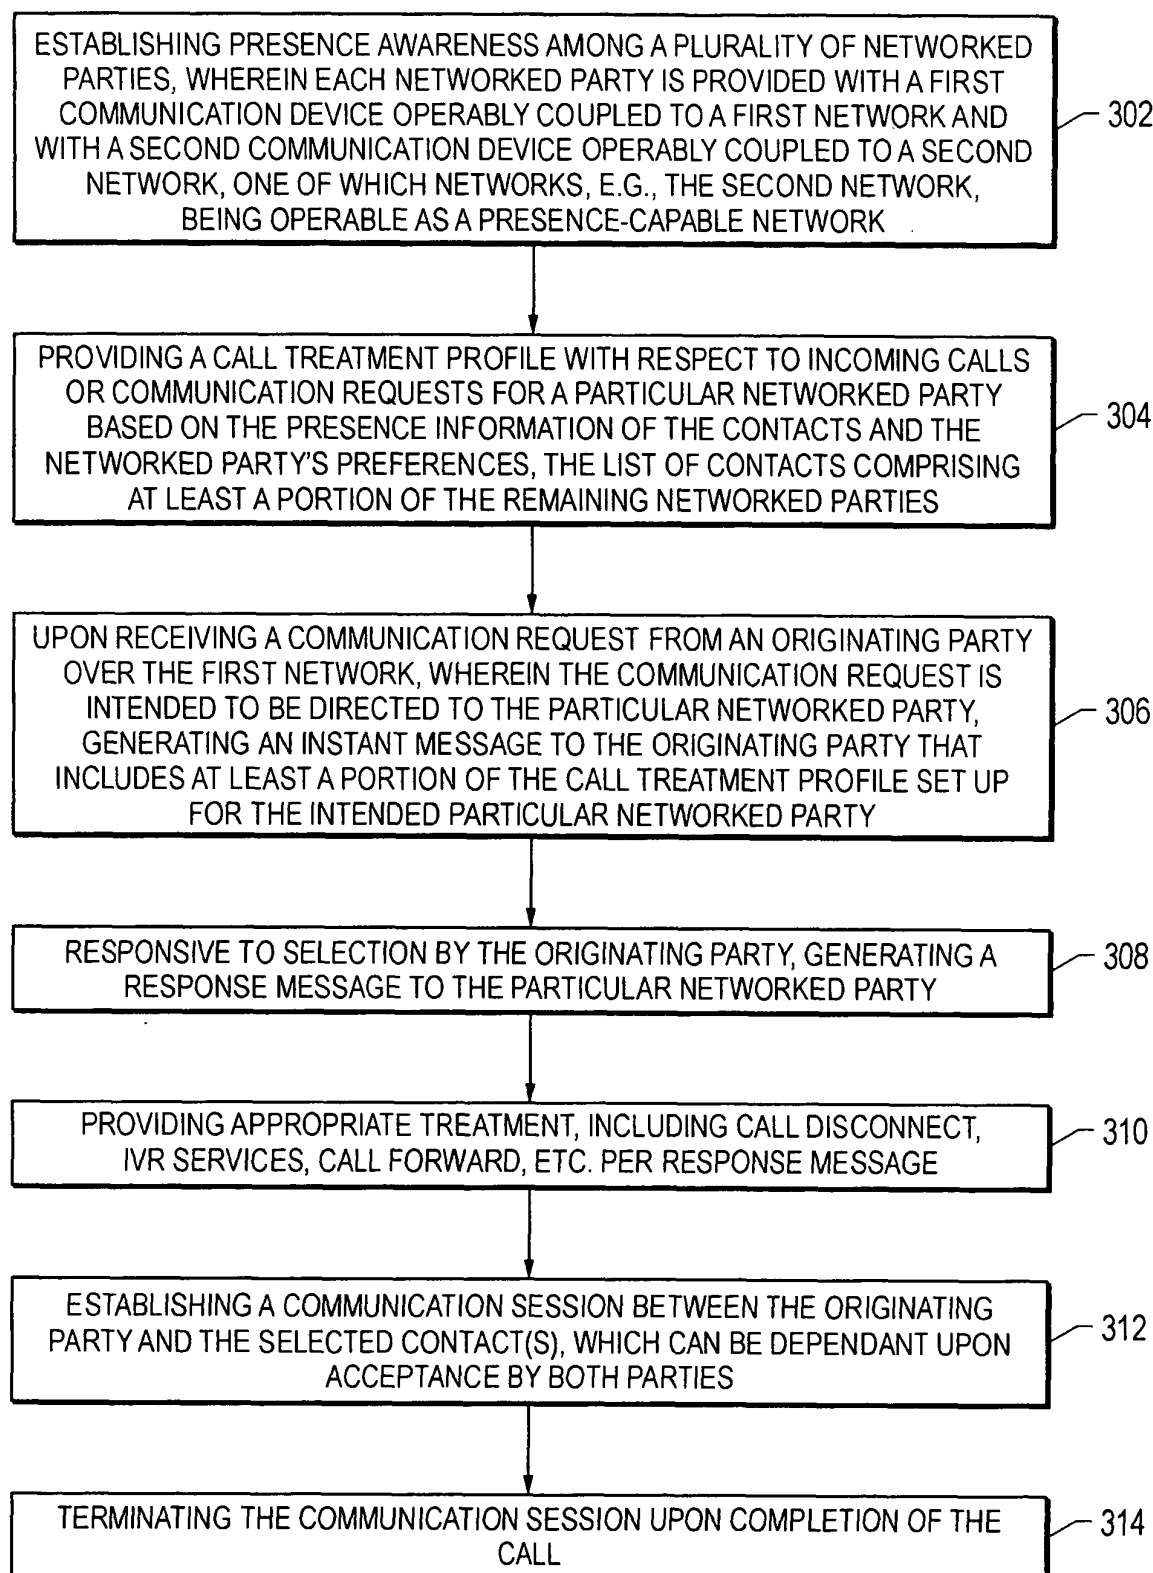 ESTABLISHING PRESENCE AWARENESS AMONG A PLURALITY OF NETWORKED
PARTIES, WHEREIN EACH NETWORKED PARTY IS PROVIDED WITH A FIRST
COMMUNICATION DEVICE OPERABLY COUPLED TO A FIRST NETWORK AND
WITH A SECOND COMMUNICATION DEVICE OPERABLY COUPLED TO A SECOND
NETWORK, ONE OF WHICH NETWORKS, E.G., THE SECOND NETWORK,
BEING OPERABLE AS A PRESENCE-CAPABLE NETWORK
302
PROVIDING A CALL TREATMENT PROFILE WITH RESPECT TO INCOMING CALLS
OR COMMUNICATION REQUESTS FOR A PARTICULAR NETWORKED PARTY
BASED ON THE PRESENCE INFORMATION OF THE CONTACTS AND THE
NETWORKED PARTY'S PREFERENCES, THE LIST OF CONTACTS COMPRISING
AT LEAST A PORTION OF THE REMAINING NETWORKED PARTIES
304
UPON RECEIVING A COMMUNICATION REQUEST FROM AN ORIGINATING PARTY
OVER THE FIRST NETWORK, WHEREIN THE COMMUNICATION REQUEST IS
INTENDED TO BE DIRECTED TO THE PARTICULAR NETWORKED PARTY,
GENERATING AN INSTANT MESSAGE TO THE ORIGINATING PARTY THAT
INCLUDES AT LEAST A PORTION OF THE CALL TREATMENT PROFILE SET UP
FOR THE INTENDED PARTICULAR NETWORKED PARTY
306
RESPONSIVE TO SELECTION BY THE ORIGINATING PARTY, GENERATING A
RESPONSE MESSAGE TO THE PARTICULAR NETWORKED PARTY
308
PROVIDING APPROPRIATE TREATMENT, INCLUDING CALL DISCONNECT,
IVR SERVICES, CALL FORWARD, ETC. PER RESPONSE MESSAGE
310
ESTABLISHING A COMMUNICATION SESSION BETWEEN THE ORIGINATING
PARTY AND THE SELECTED CONTACT(S), WHICH CAN BE DEPENDANT UPON
ACCEPTANCE BY BOTH PARTIES
312
TERMINATING THE COMMUNICATION SESSION UPON COMPLETION OF THE
CALL
314